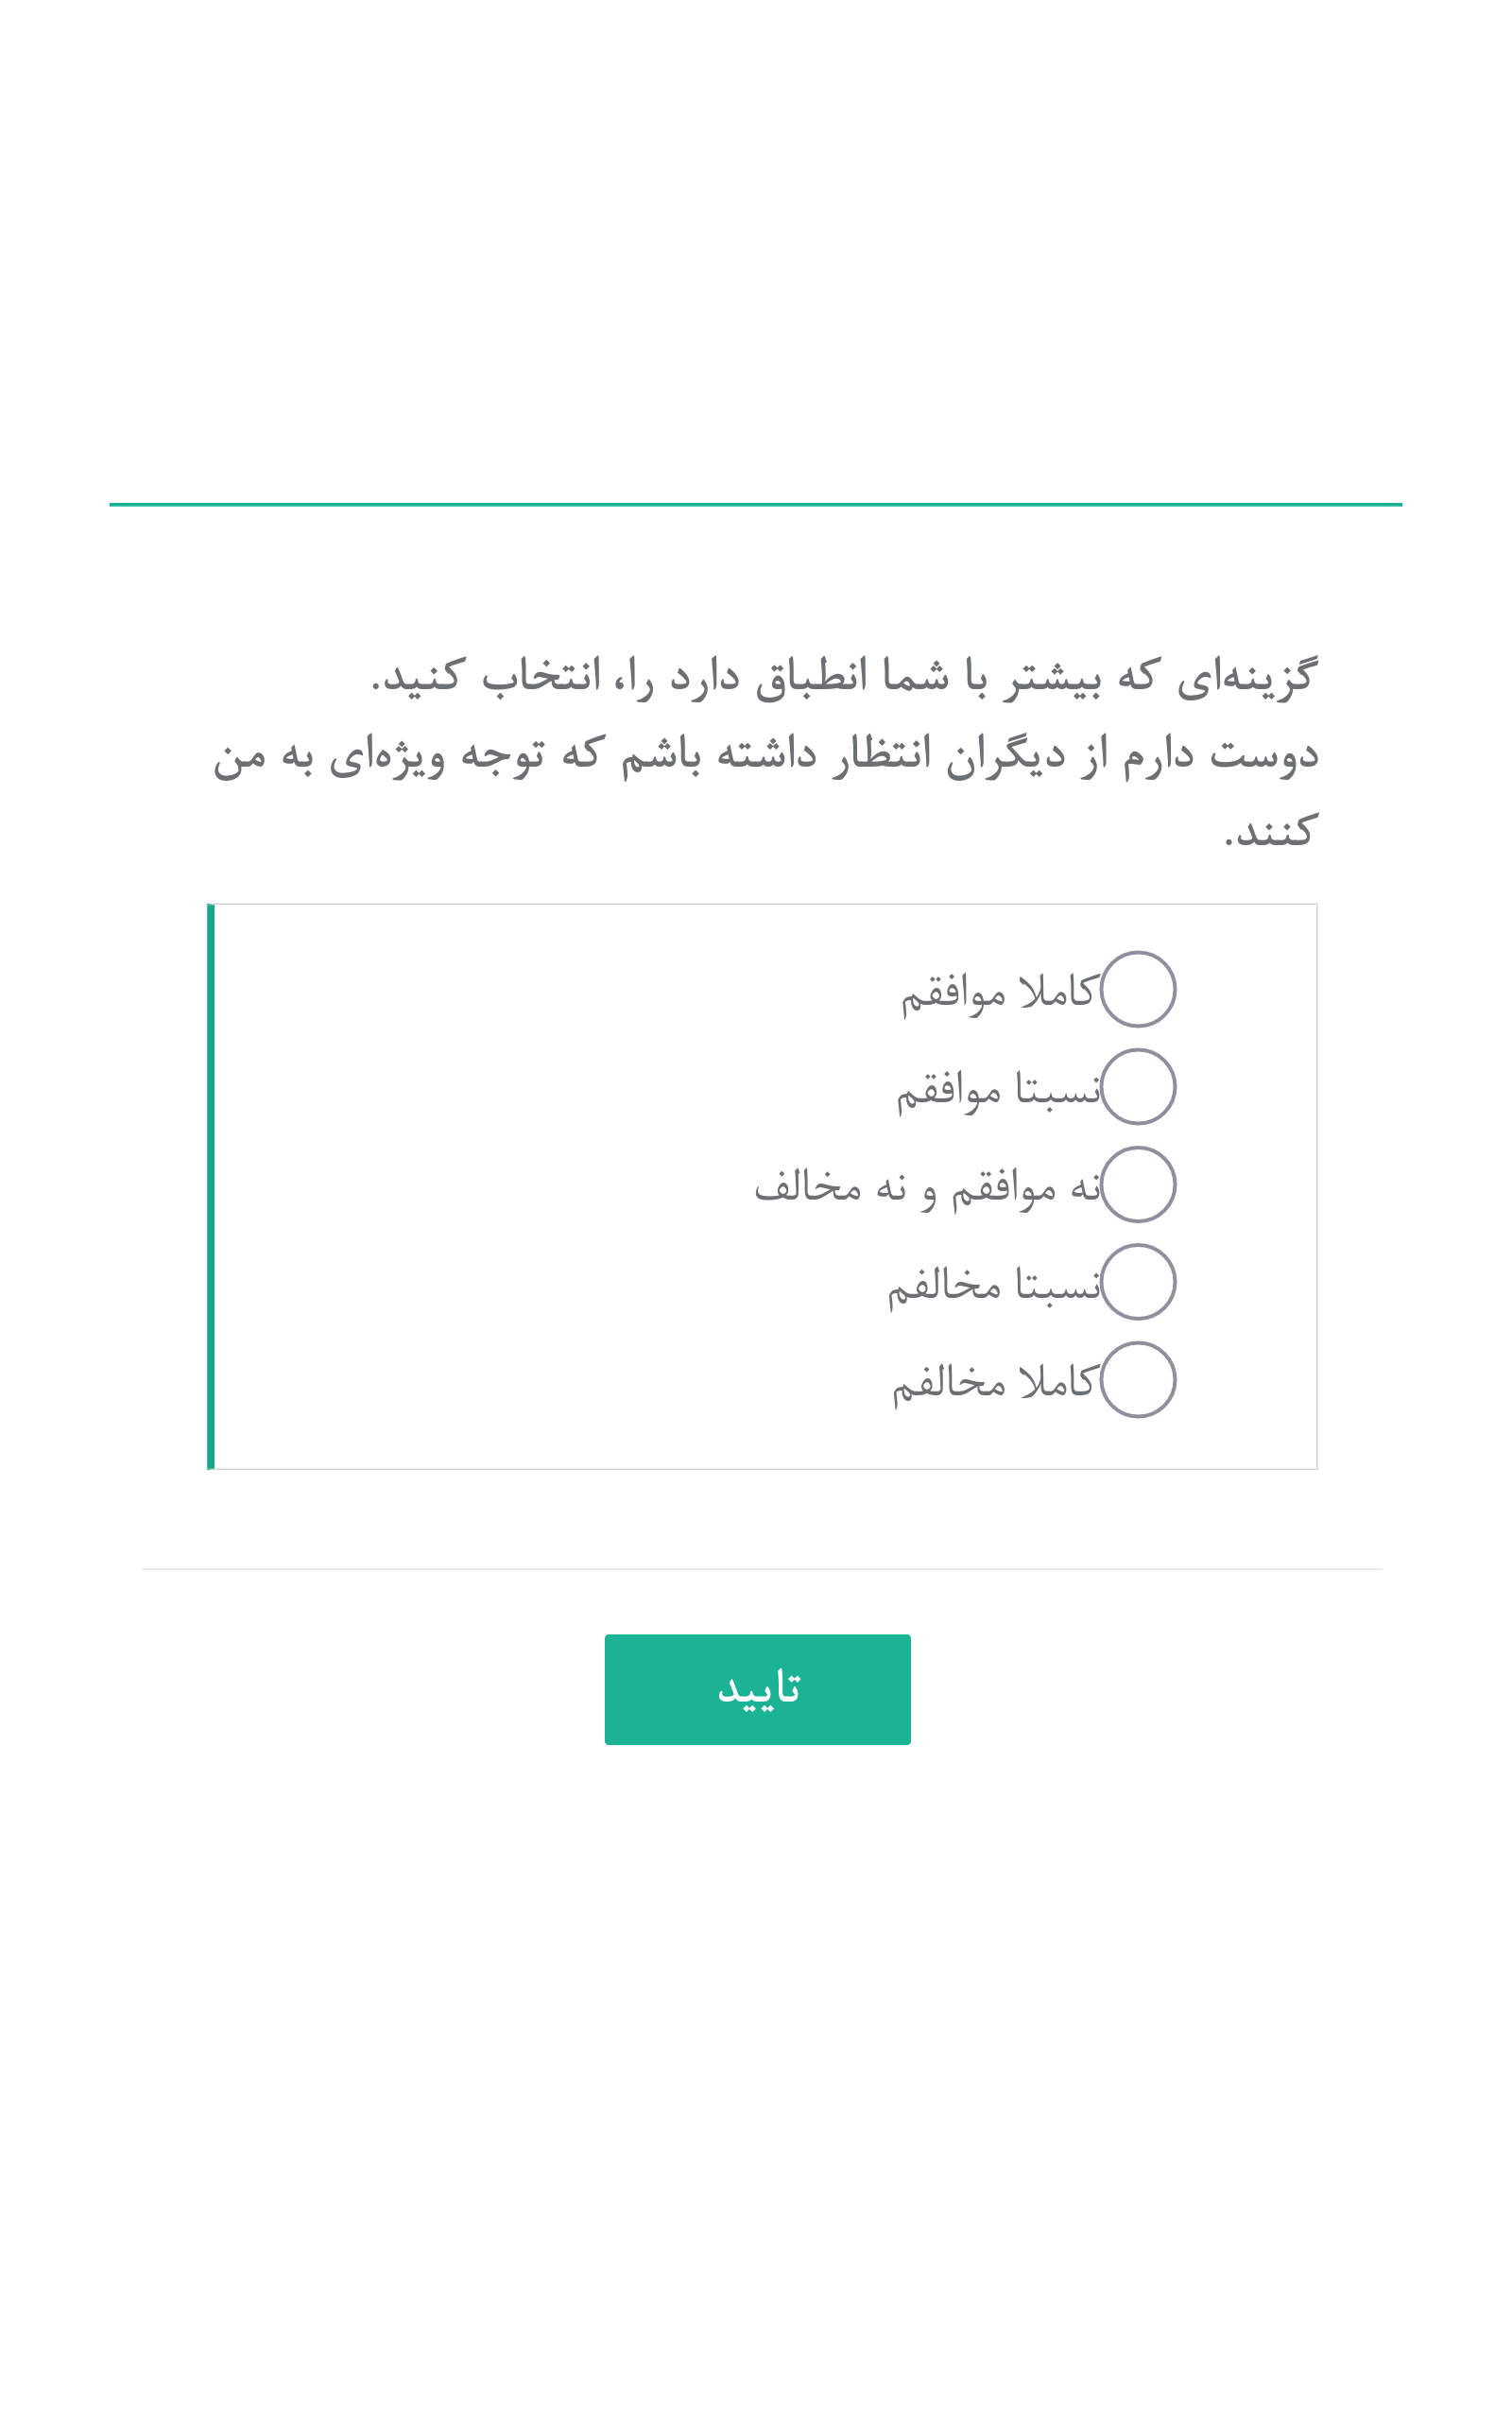 گزینه‌ای که بیشتر با شما انطباق دارد را، انتخاب کنید.
دوست دارم از دیگران انتظار داشته باشم که توجه ویژه‌ای به من
کنند.
کاملا موافقم
نسبتا موافقم
نه موافقم و نه مخالف
نسبتا مخالفم
کاملا مخالفم
تایید